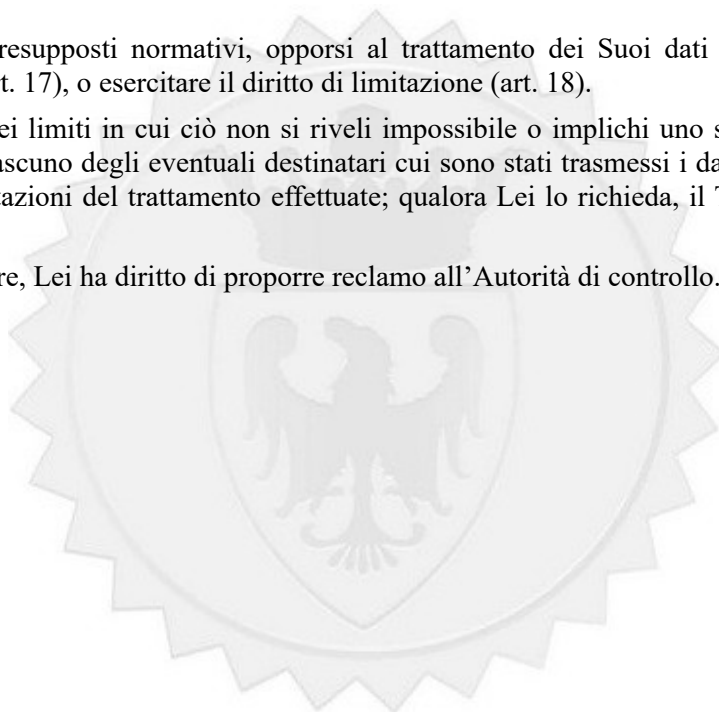 resupposti normativi, opporsi al trattamento dei Suoi dati
t. 17), o esercitare il diritto di limitazione (art. 18).
ei limiti in cui ciò non si riveli impossibile o implichi uno s
ascuno degli eventuali destinatari cui sono stati trasmessi i da
tazioni del trattamento effettuate; qualora Lei lo richieda, il T
re, Lei ha diritto di proporre reclamo all’Autorità di controllo.